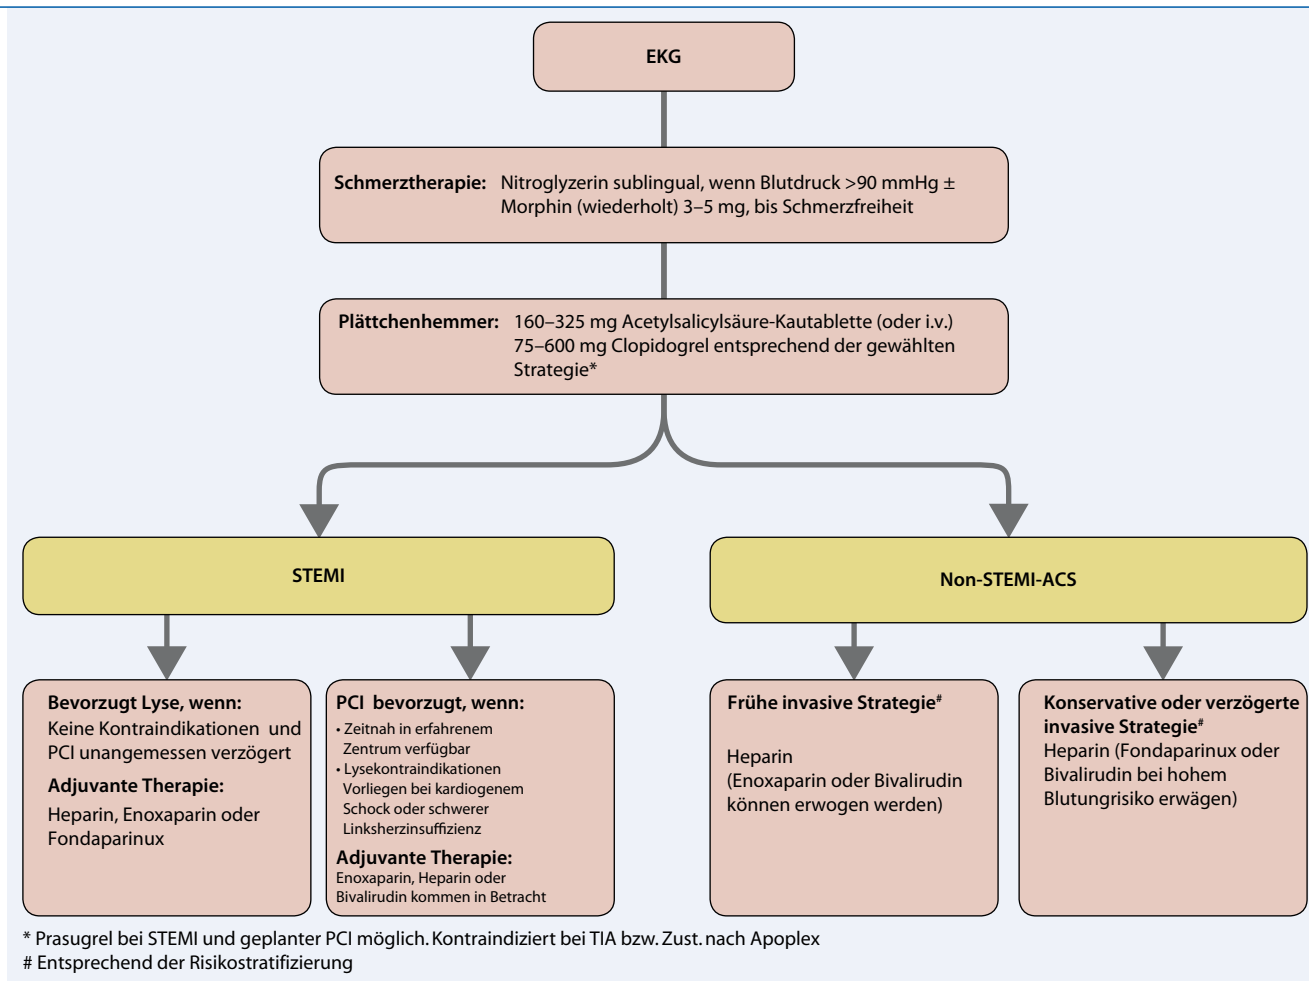 EKG
Schmerztherapie: Nitroglyzerin sublingual, wenn Blutdruck >90 mmHg ±
Morphin (wiederholt) 3–5 mg, bis Schmerzfreiheit
Plättchenhemmer: 160–325 mg Acetylsalicylsäure-Kautablette (oder i.v.)
75–600 mg Clopidogrel entsprechend der gewählten
Strategie*
STEMI
Non-STEMI-ACS
Bevorzugt Lyse, wenn:
Keine Kontraindikationen und
PCI unangemessen verzögert
Adjuvante Therapie:
Heparin, Enoxaparin oder
Fondaparinux
PCI bevorzugt, wenn:
• Zeitnah in erfahrenem
Zentrum verfügbar
• Lysekontraindikationen
Vorliegen bei kardiogenem
Schock oder schwerer
Linksherzinsuffizienz
Adjuvante Therapie:
Enoxaparin, Heparin oder
Bivalirudin kommen in Betracht
Frühe invasive Strategie#
Heparin
(Enoxaparin oder Bivalirudin
können erwogen werden)
Konservative oder verzögerte
invasive Strategie#
Heparin (Fondaparinux oder
Bivalirudin bei hohem
Blutungrisiko erwägen)
* Prasugrel bei STEMI und geplanter PCI möglich. Kontraindiziert bei TIA bzw. Zust. nach Apoplex
# Entsprechend der Risikostratifizierung